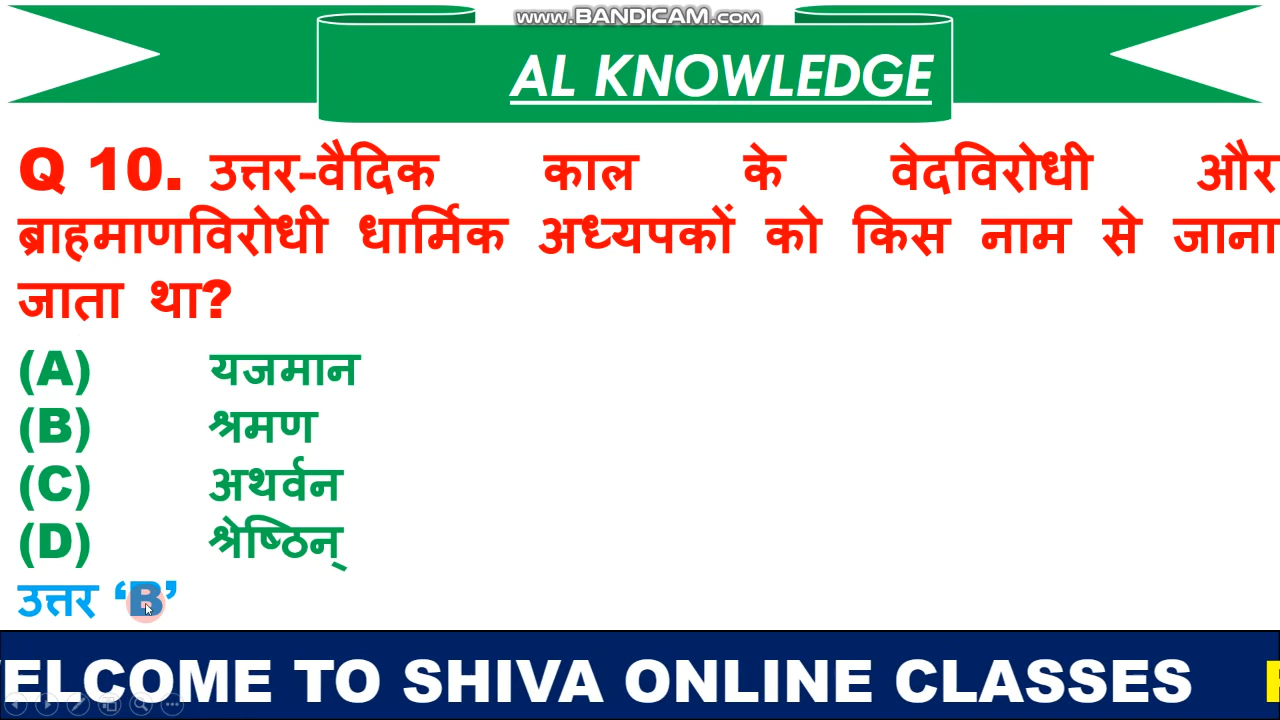 www.BANDICAM.com
AL KNOWLEDGE
Q 10. उत्तर-वैदिक काल के वेदविरोधी और
ब्राहमाणविरोधी धार्मिक अध्यपकों को किस नाम से जाना
जाता था?
(A) यजमान
(B) श्रमण
(C) अथर्वन
(D) श्रेष्ठिन्
उत्तर ‘B’
WELCOME TO SHIVA ONLINE CLASSES